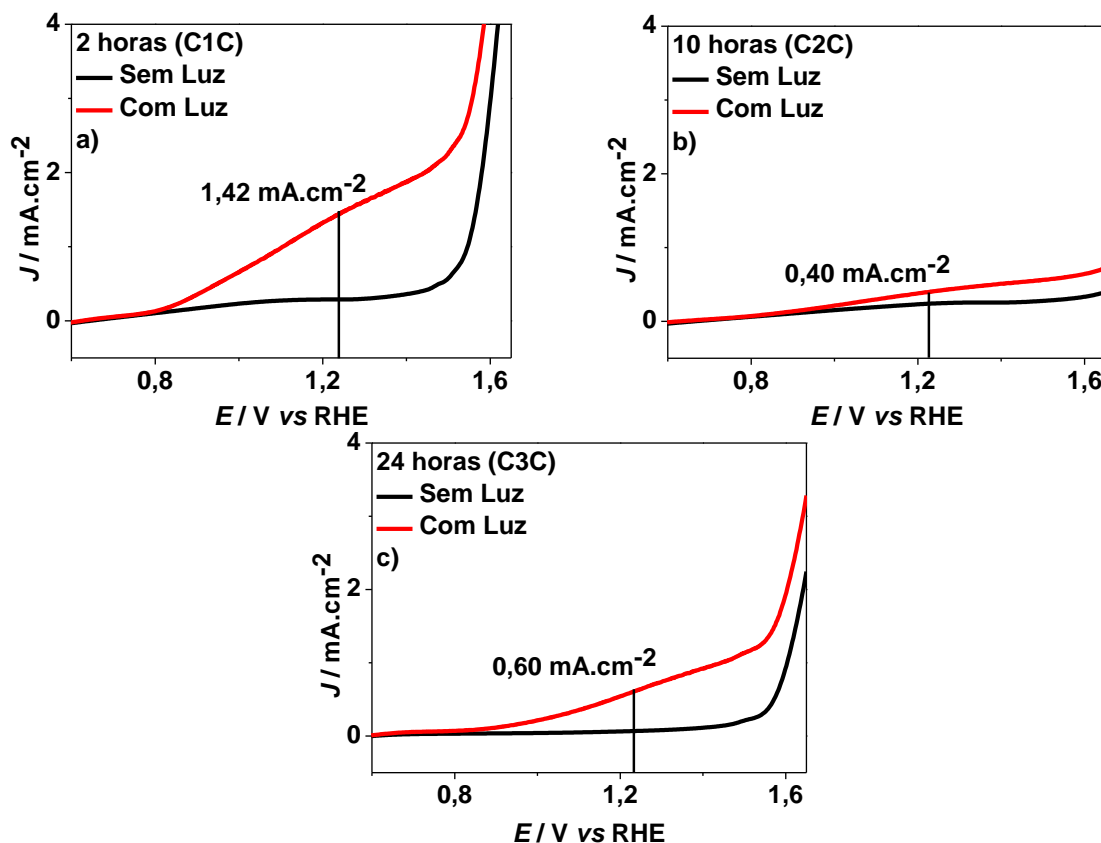 2 horas (C1C)
Sem Luz
Com Luz
a)
1,42 mA.cm-2
J / mA.cm-2
4
2
0
0,8
1,2
1,6
E / V vs RHE
10 horas (C2C)
Sem Luz
Com Luz
b)
0,40 mA.cm-2
J / mA.cm-2
4
2
0
0,8
1,2
1,6
E / V vs RHE
24 horas (C3C)
Sem Luz
Com Luz
c)
0,60 mA.cm-2
J / mA.cm-2
4
2
0
0,8
1,2
1,6
E / V vs RHE